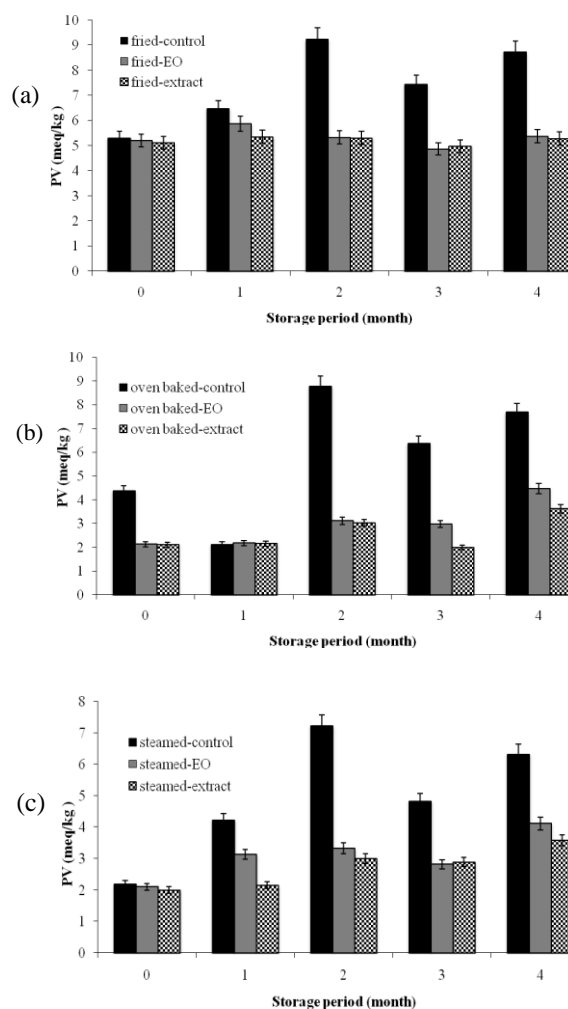 (a)
PV (meq/kg)
10
9
8
7
6
5
4
3
2
1
0
fried-control
fried-EO
fried-extract
0 1 2 3 4
Storage period (month)
(b)
PV (meq/kg)
10
9
8
7
6
5
4
3
2
1
0
oven baked-control
oven baked-EO
oven baked-extract
0 1 2 3 4
Storage period (month)
(c)
PV (meq/kg )
8
7
6
5
4
3
2
1
0
steamed-control
steamed-EO
steamed-extract
0 1 2 3 4
Storage period (month)